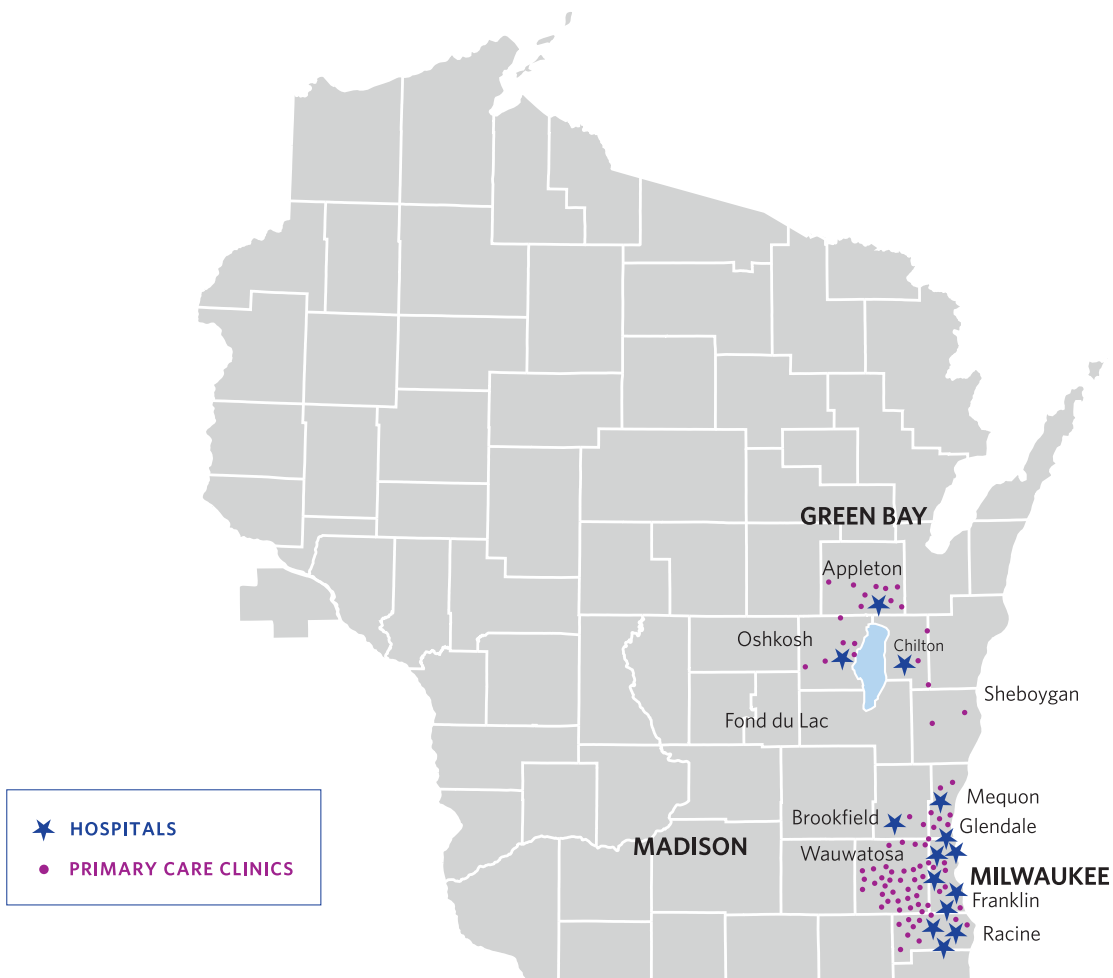 GREEN BAY
Appleton
Oshkosh
Chilton
Sheboygan
Fond du Lac
Mequon
Brookfield
Glendale
MADISON
Wauwatosa
MILWAUKEE
Franklin
Racine
HOSPITALS
PRIMARY CARE CLINICS